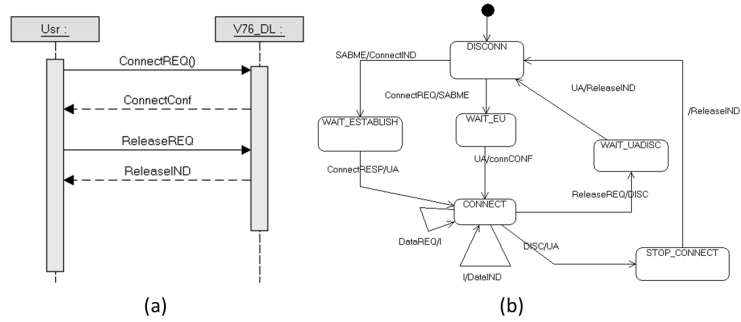 Usr :
V76_DL :
ConnectREQ()
ConnectConf
ReleaseREQ
ReleaseIND
(a)
DISCONN
SABME/ConnectIND
UA/ReleaseIND
ConnectREQ/SABME
/ReleaseIND
WAIT_ESTABLISH
WAIT_EU
WAIT_UADISC
UA/connCONF
ConnectRESP/UA
ReleaseREQ/DISC
CONNECT
DataREQ/I
DISC/UA
STOP_CONNECT
I/DataIND
(b)